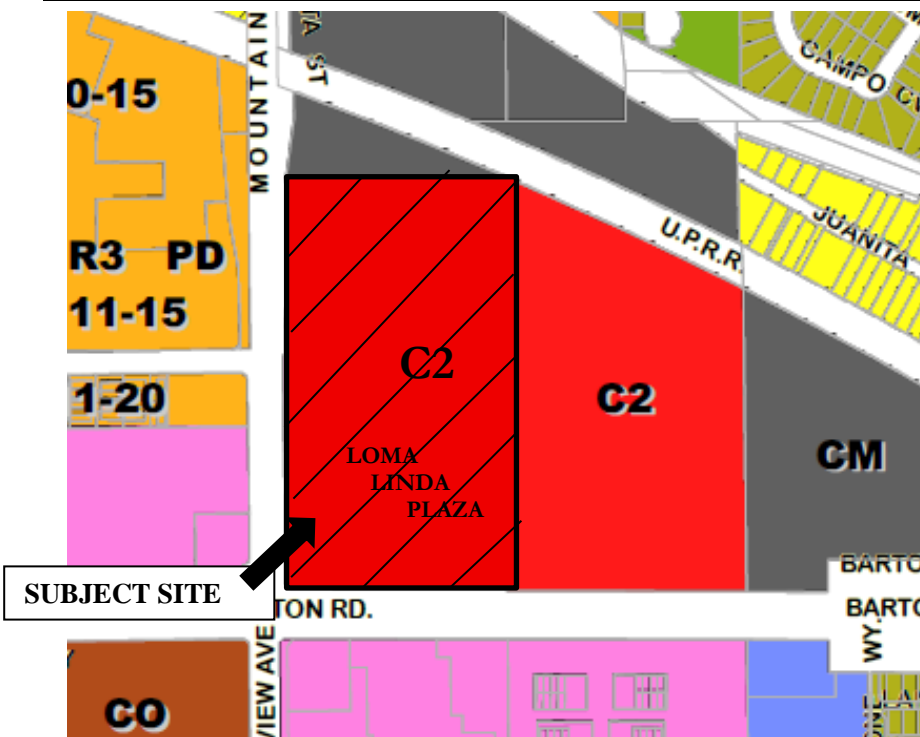 MOUNTAIN
TA ST
CAMPO
0-15
JUANITA
U.P.R.R.
R3 PD
11-15
C2
1-20
C2
CM
LOMA
LINDA
PLAZA
SUBJECT SITE
BARTO
TON RD.
BARTO
WY.
VIEW AVE
CO